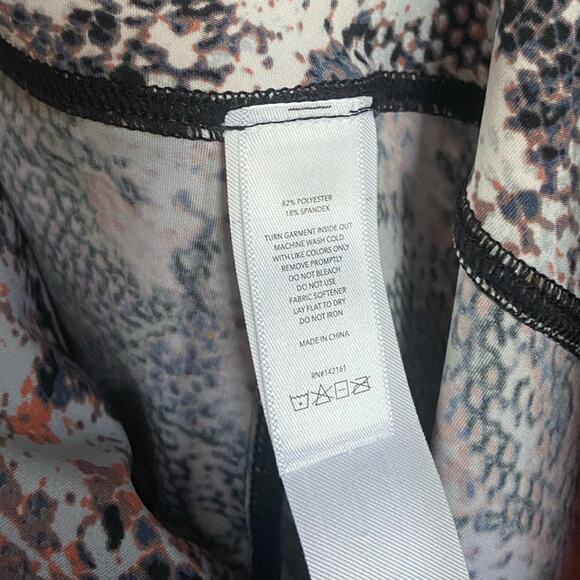 82% POLYESTER
18% SPANDEX
TURN GARMENT INSIDE OUT
MACHINE WASH COLD
WITH LIKE COLORS ONLY
REMOVE PROMPTLY
DO NOT BLEACH
DO NOT USE
FABRIC SOFTENER
LAY FLAT TO DRY
DO NOT IRON
MADE IN CHINA
RN#142161